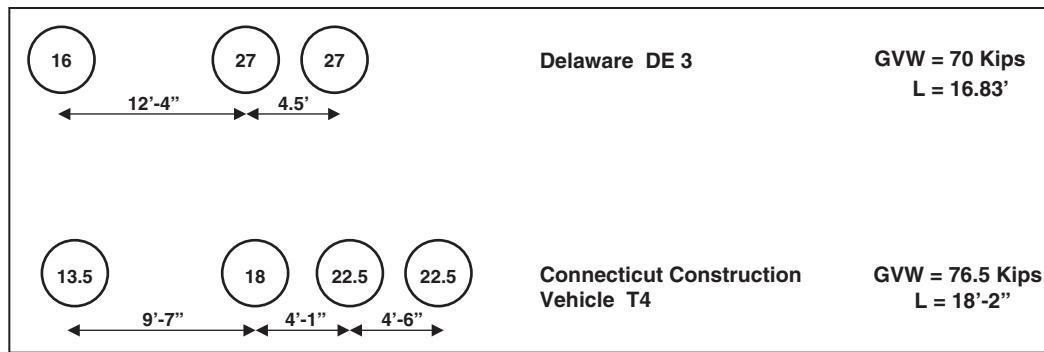 16 27 27 Delaware DE 3 GVW = 70 Kips
12’-4” 4.5’ L = 16.83’
13.5 18 22.5 22.5 Connecticut Construction GVW = 76.5 Kips
Vehicle T4 L = 18’-2”
9’-7” 4’-1” 4’-6”